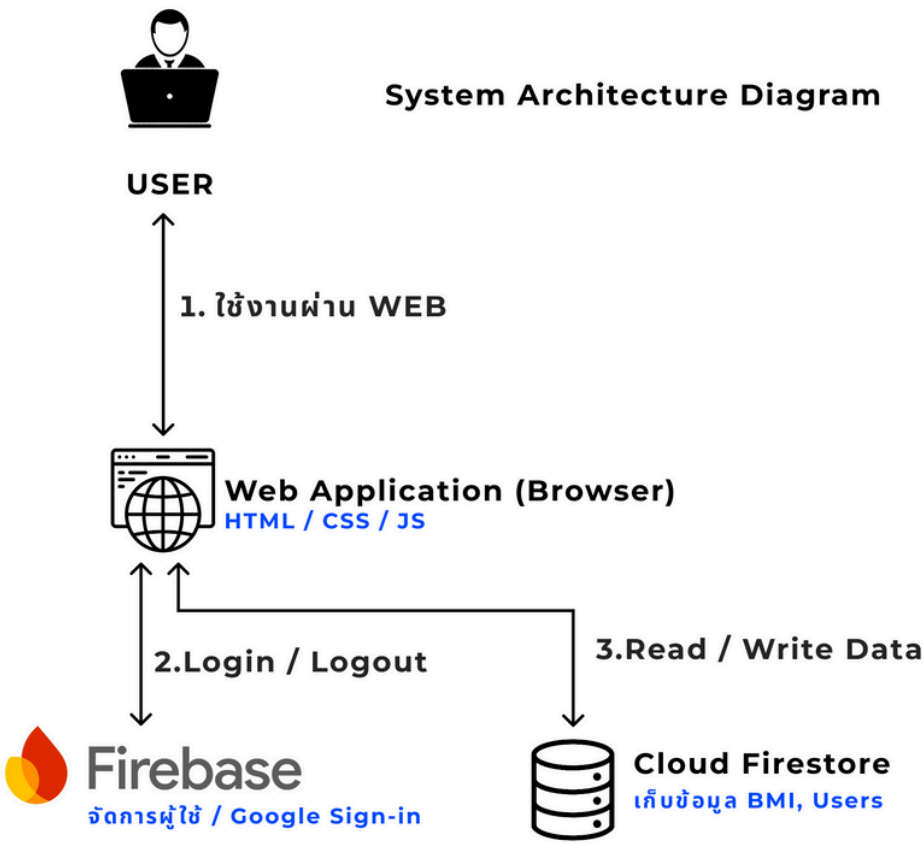 System Architecture Diagram
USER
1. ใช้งานผ่าน WEB
Web Application (Browser)
HTML / CSS / JS
2.Login / Logout
3.Read / Write Data
Firebase
จัดการผู้ใช้ / Google Sign-in
Cloud Firestore
เก็บข้อมูล BMI, Users